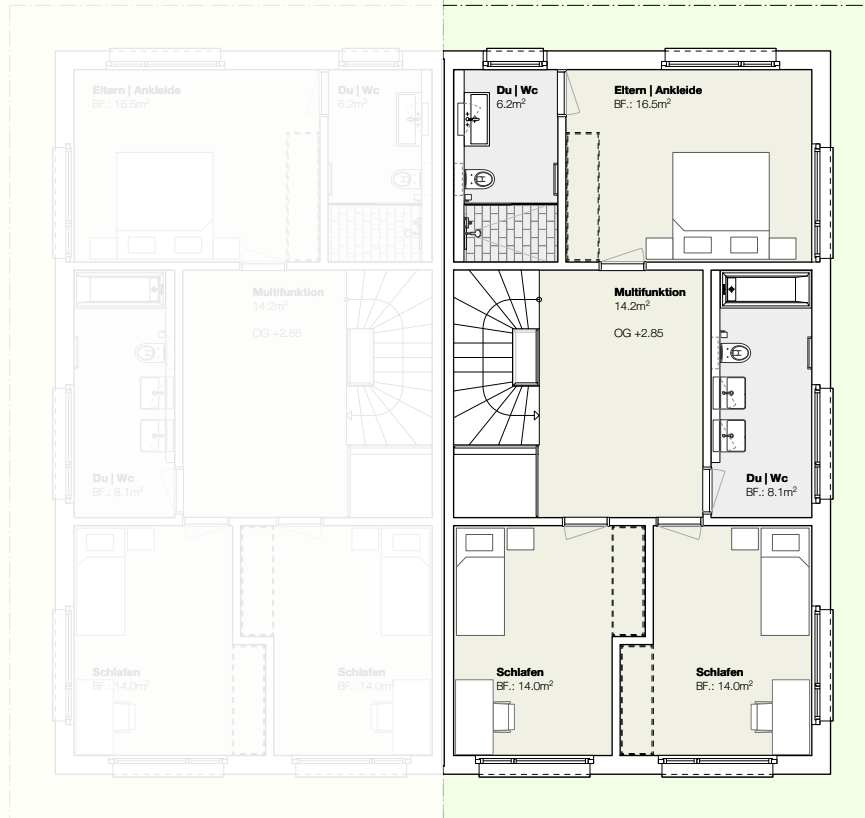 Eltern | Ankleide
BF.: 16.5m²
Du | Wc
6.2m²
Du | Wc
6.2m²
Eltern | Ankleide
BF.: 16.5m²
Multifunktion
14.2m²
OG +2.85
Multifunktion
14.2m²
OG +2.85
Du | Wc
BF.: 8.1m²
Du | Wc
BF.: 8.1m²
Schlafen
BF.: 14.0m²
Schlafen
BF.: 14.0m²
Schlafen
BF.: 14.0m²
Schlafen
BF.: 14.0m²